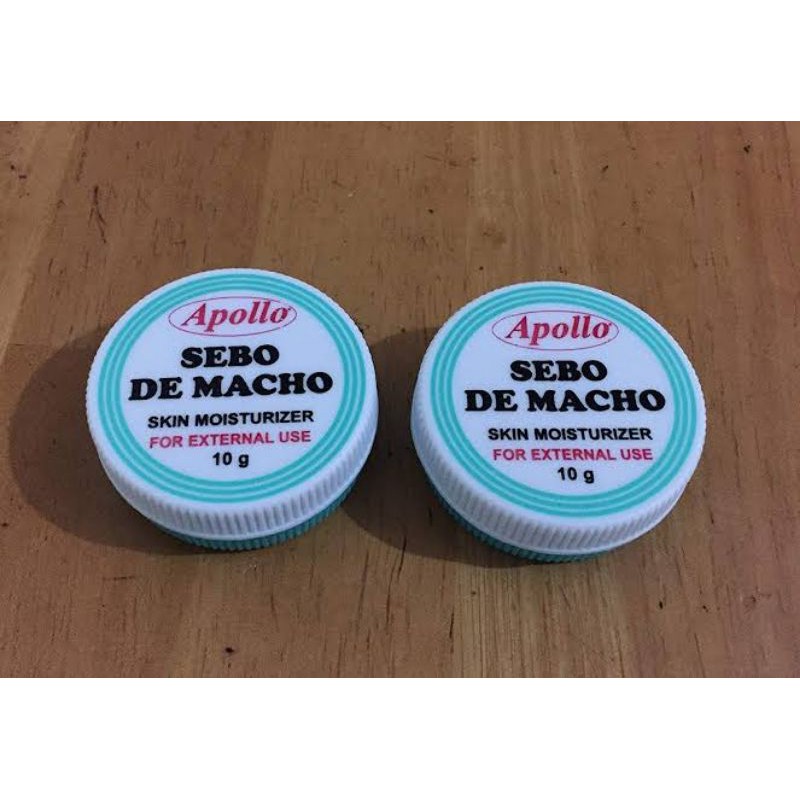 Apollo
SEBO
DE MACHO
SKIN MOISTURIZER
FOR EXTERNAL USE
10 g
Apollo
SEBO
DE MACHO
SKIN MOISTURIZER
FOR EXTERNAL USE
10 g